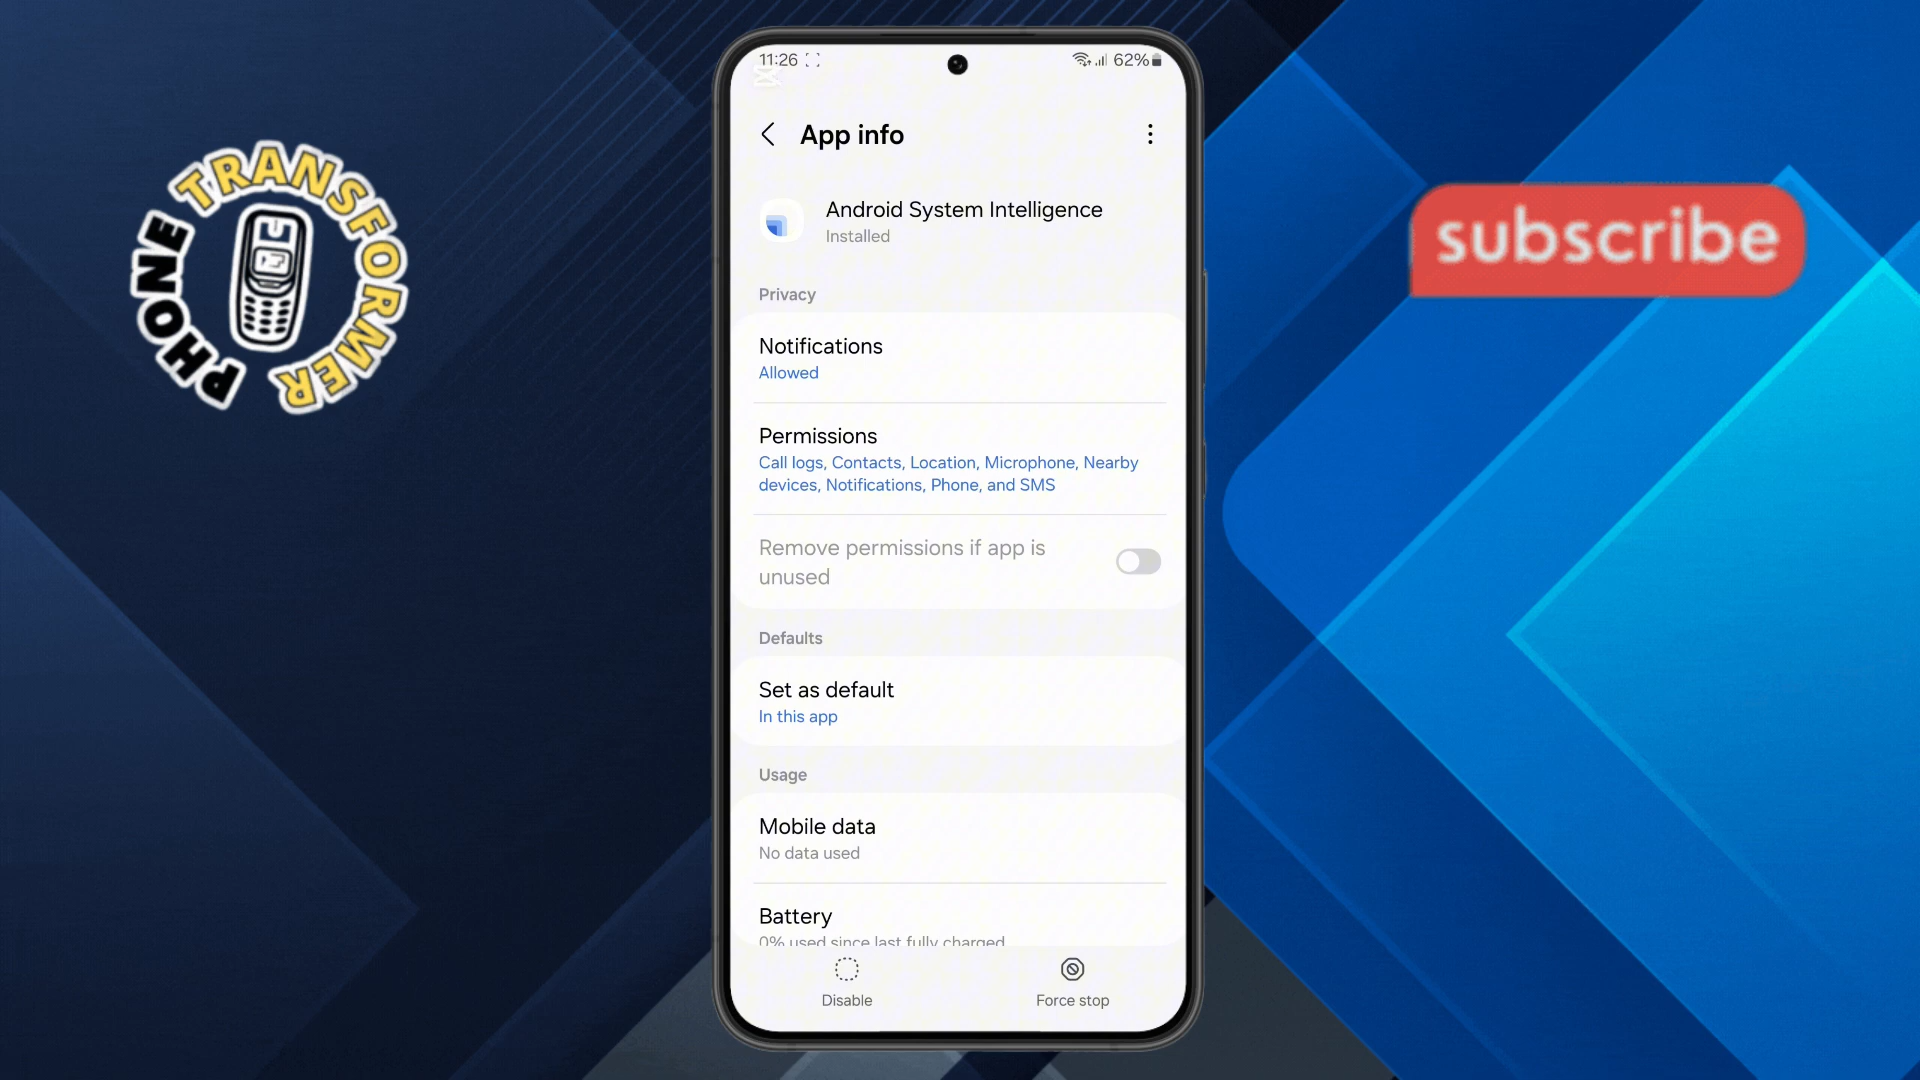 PHONE TRANSFORMER
11:26
62%
App info
Android System Intelligence
Installed
Privacy
Notifications
Allowed
Permissions
Call logs, Contacts, Location, Microphone, Nearby
devices, Notifications, Phone, and SMS
Remove permissions if app is
unused
Defaults
Set as default
In this app
Usage
Mobile data
No data used
Battery
0% used since last fully charged
Disable
Force stop
subscribe